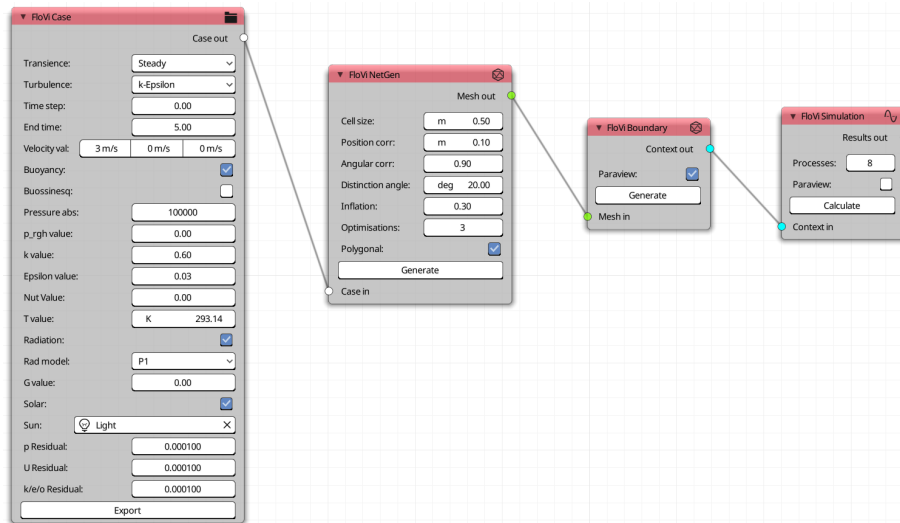 FloVi Case
Case out
Transience: Steady
Turbulence: k-Epsilon
Time step: 0.00
End time: 5.00
Velocity val: 3 m/s 0 m/s 0 m/s
Buoyancy:
Buossinesq:
Pressure abs: 100000
p_rgh value: 0.00
k value: 0.60
Epsilon value: 0.03
Nut Value: 0.00
T value: K 293.14
Radiation:
Rad model: P1
G value: 0.00
Solar:
Sun: Light
p Residual: 0.000100
U Residual: 0.000100
k/e/o Residual: 0.000100
Export
FloVi NetGen
Mesh out
Cell size: m 0.50
Position corr: m 0.10
Angular corr: 0.90
Distinction angle: deg 20.00
Inflation: 0.30
Optimisations: 3
Polygonal:
Generate
Case in
FloVi Boundary
Context out
Paraview:
Generate
Mesh in
FloVi Simulation
Results out
Processes: 8
Paraview:
Calculate
Context in